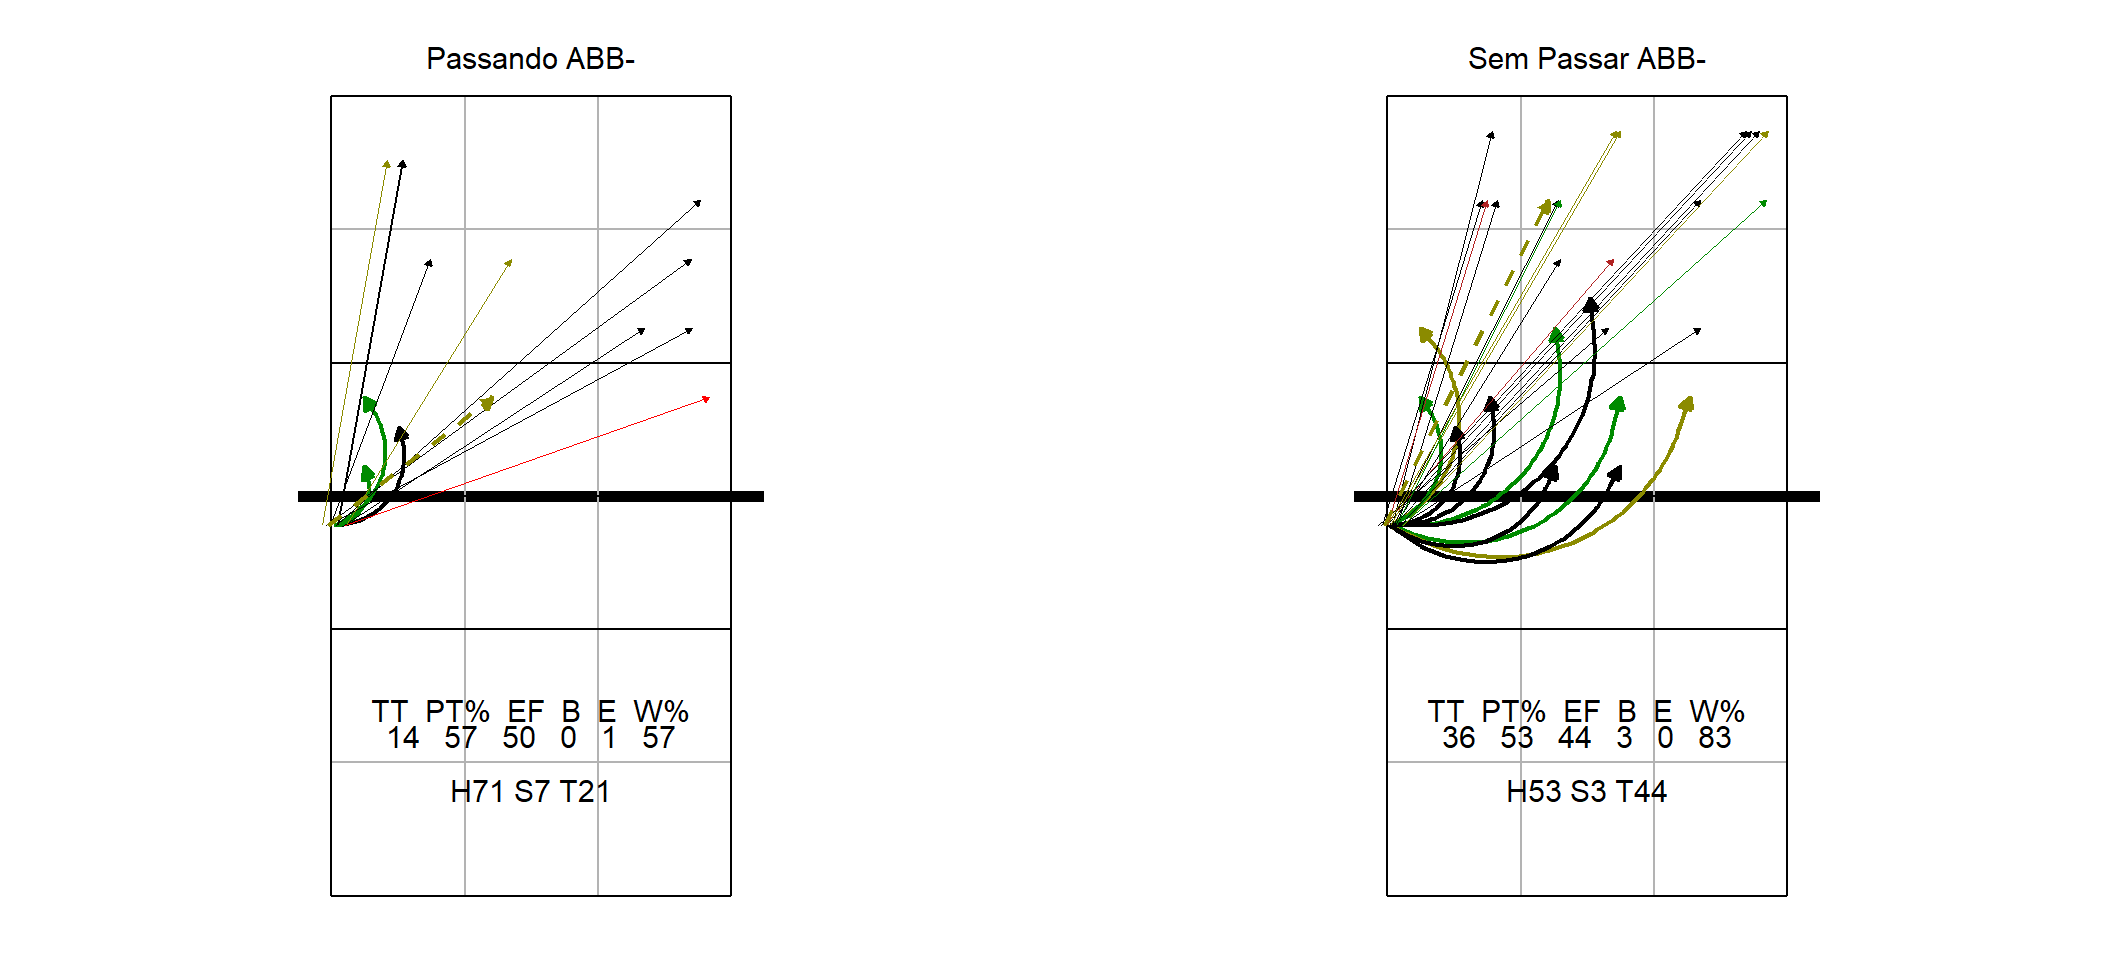 Passando ABB-
TT PT% EF B E W%
14 57 50 0 1 57
H71 S7 T21
Sem Passar ABB-
TT PT% EF B E W%
36 53 44 3 0 83
H53 S3 T44